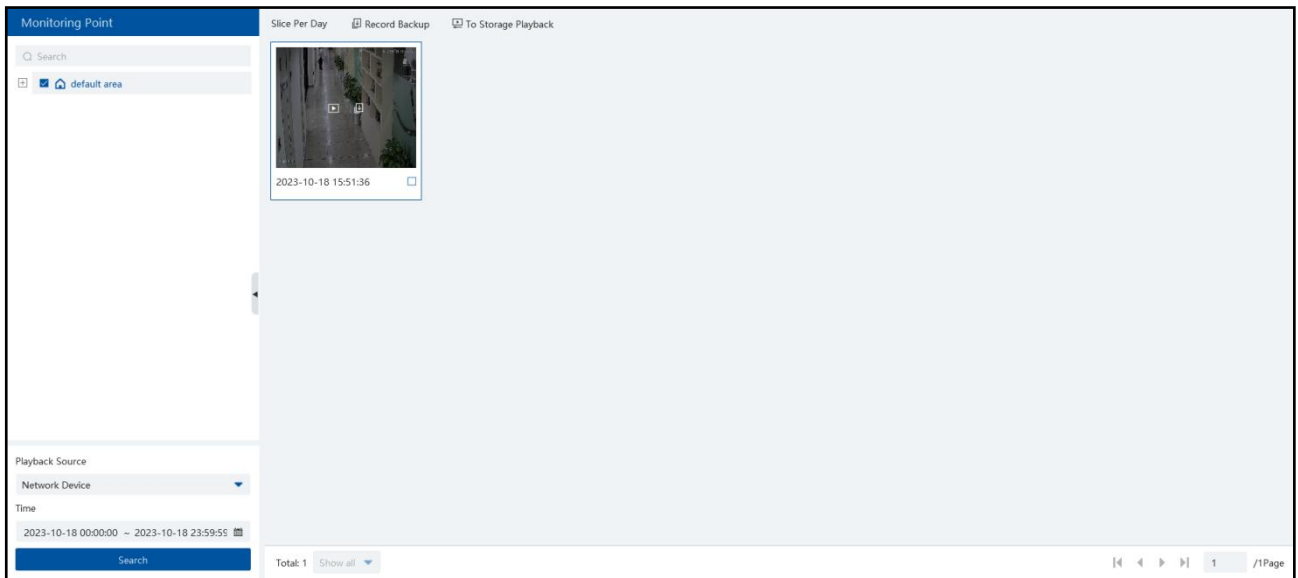 Monitoring Point
Search
default area
Playback Source
Network Device
Time
2023-10-18 00:00:00 ~ 2023-10-18 23:59:59
Search
Slice Per Day Record Backup To Storage Playback
2023-10-18 15:51:36
Total: 1 Show all
1 /1Page